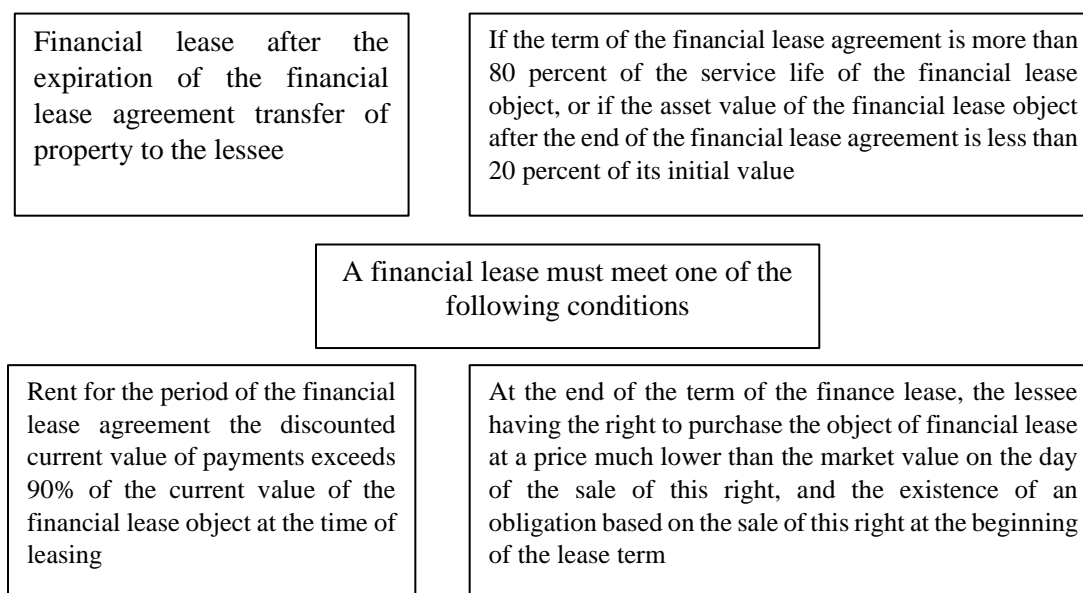 Financial lease after the
expiration of the financial
lease agreement transfer of
property to the lessee
If the term of the financial lease agreement is more than
80 percent of the service life of the financial lease
object, or if the asset value of the financial lease object
after the end of the financial lease agreement is less than
20 percent of its initial value
A financial lease must meet one of the
following conditions
Rent for the period of the financial
lease agreement the discounted
current value of payments exceeds
90% of the current value of the
financial lease object at the time of
leasing
At the end of the term of the finance lease, the lessee
having the right to purchase the object of financial lease
at a price much lower than the market value on the day
of the sale of this right, and the existence of an
obligation based on the sale of this right at the beginning
of the lease term